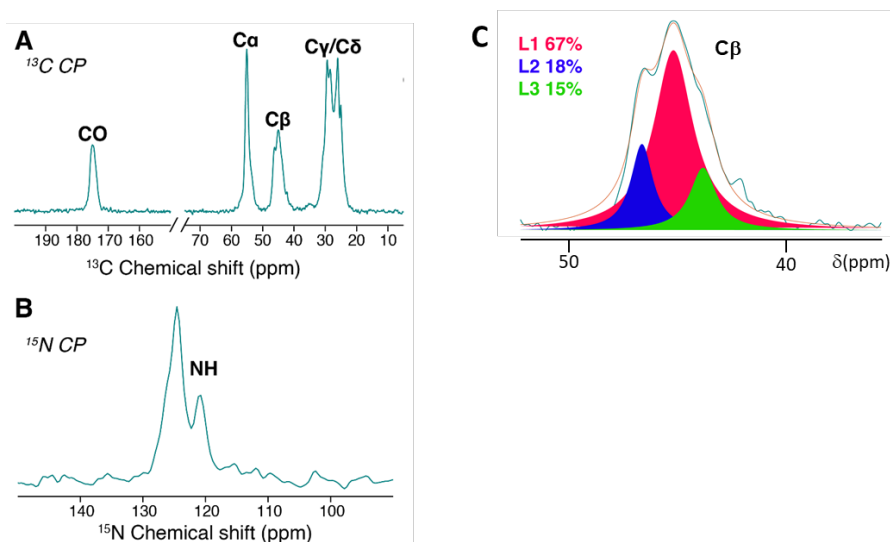 A
¹³C CP
CO
Cα
Cβ
Cγ/Cδ
190 180 170 160 70 60 50 40 30 20 10
¹³C Chemical shift (ppm)
B
¹⁵N CP
NH
140 130 120 110 100
¹⁵N Chemical shift (ppm)
C
L1 67%
L2 18%
L3 15%
Cβ
50 40 δ(ppm)